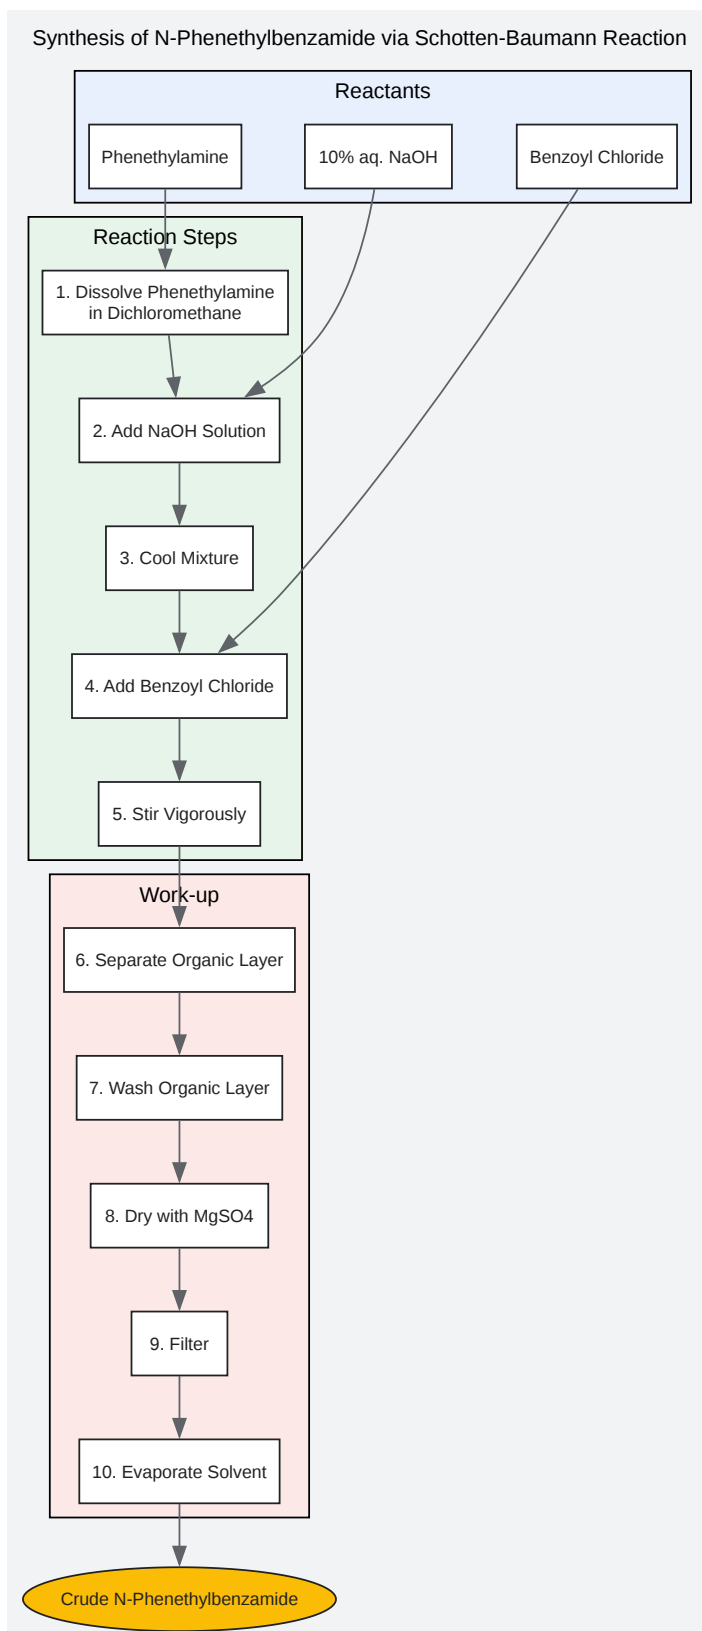 Synthesis of N-Phenethylbenzamide via Schotten-Baumann Reaction
Reactants
Phenethylamine
10% aq. NaOH
Benzoyl Chloride
Reaction Steps
1. Dissolve Phenethylamine
in Dichloromethane
2. Add NaOH Solution
3. Cool Mixture
4. Add Benzoyl Chloride
5. Stir Vigorously
Work-up
6. Separate Organic Layer
7. Wash Organic Layer
8. Dry with MgSO4
9. Filter
10. Evaporate Solvent
Crude N-Phenethylbenzamide